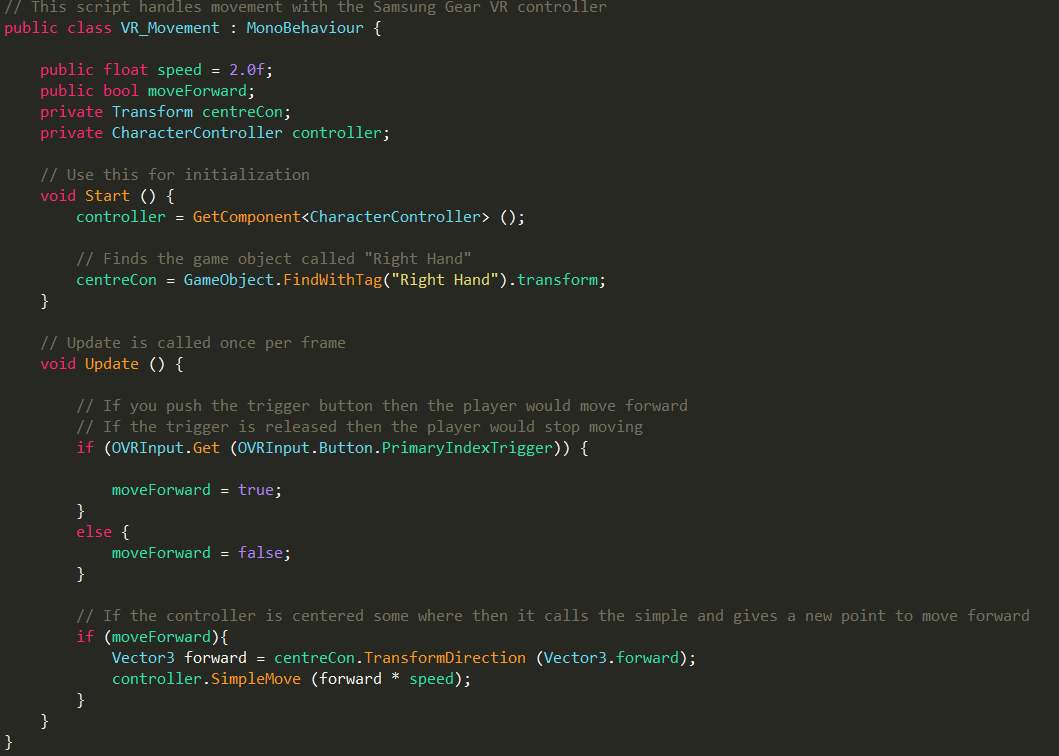 // This script handles movement with the Samsung Gear VR controller
public class VR_Movement : MonoBehaviour {
public float speed = 2.0f;
public bool moveForward;
private Transform centreCon;
private CharacterController controller;
// Use this for initialization
void Start () {
controller = GetComponent<CharacterController> ();
// Finds the game object called "Right Hand"
centreCon = GameObject.FindWithTag("Right Hand").transform;
}
// Update is called once per frame
void Update () {
// If you push the trigger button then the player would move forward
// If the trigger is released then the player would stop moving
if (OVRInput.Get (OVRInput.Button.PrimaryIndexTrigger)) {
moveForward = true;
}
else {
moveForward = false;
}
// If the controller is centered some where then it calls the simple and gives a new point to move forward
if (moveForward){
Vector3 forward = centreCon.TransformDirection (Vector3.forward);
controller.SimpleMove (forward * speed);
}
}
}